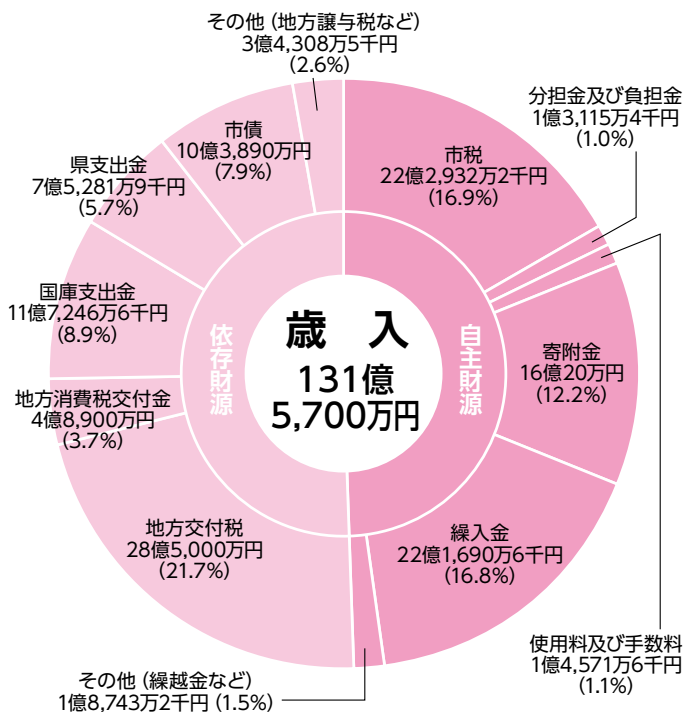 歳 入
131億
5,700万円
自主財源
依存財源
市税
22億2,932万2千円
(16.9%)
分担金及び負担金
1億3,115万4千円
(1.0%)
使用料及び手数料
1億4,571万6千円
(1.1%)
寄附金
16億20万円
(12.2%)
繰入金
22億1,690万6千円
(16.8%)
その他 (繰越金など)
1億8,743万2千円 (1.5%)
地方交付税
28億5,000万円
(21.7%)
地方消費税交付金
4億8,900万円
(3.7%)
国庫支出金
11億7,246万6千円
(8.9%)
県支出金
7億5,281万9千円
(5.7%)
市債
10億3,890万円
(7.9%)
その他 (地方譲与税など)
3億4,308万5千円
(2.6%)